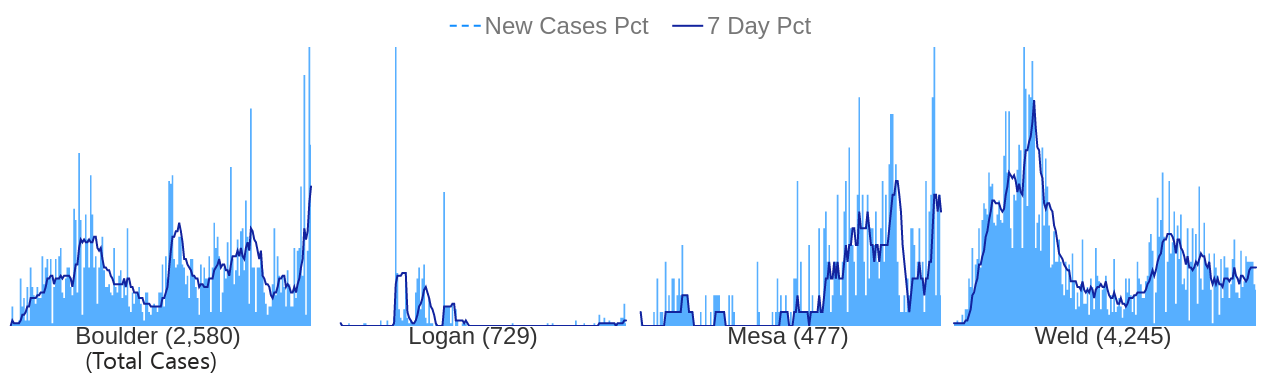 New Cases Pct 7 Day Pct
Boulder (2,580) Logan (729) Mesa (477) Weld (4,245)
(Total Cases)